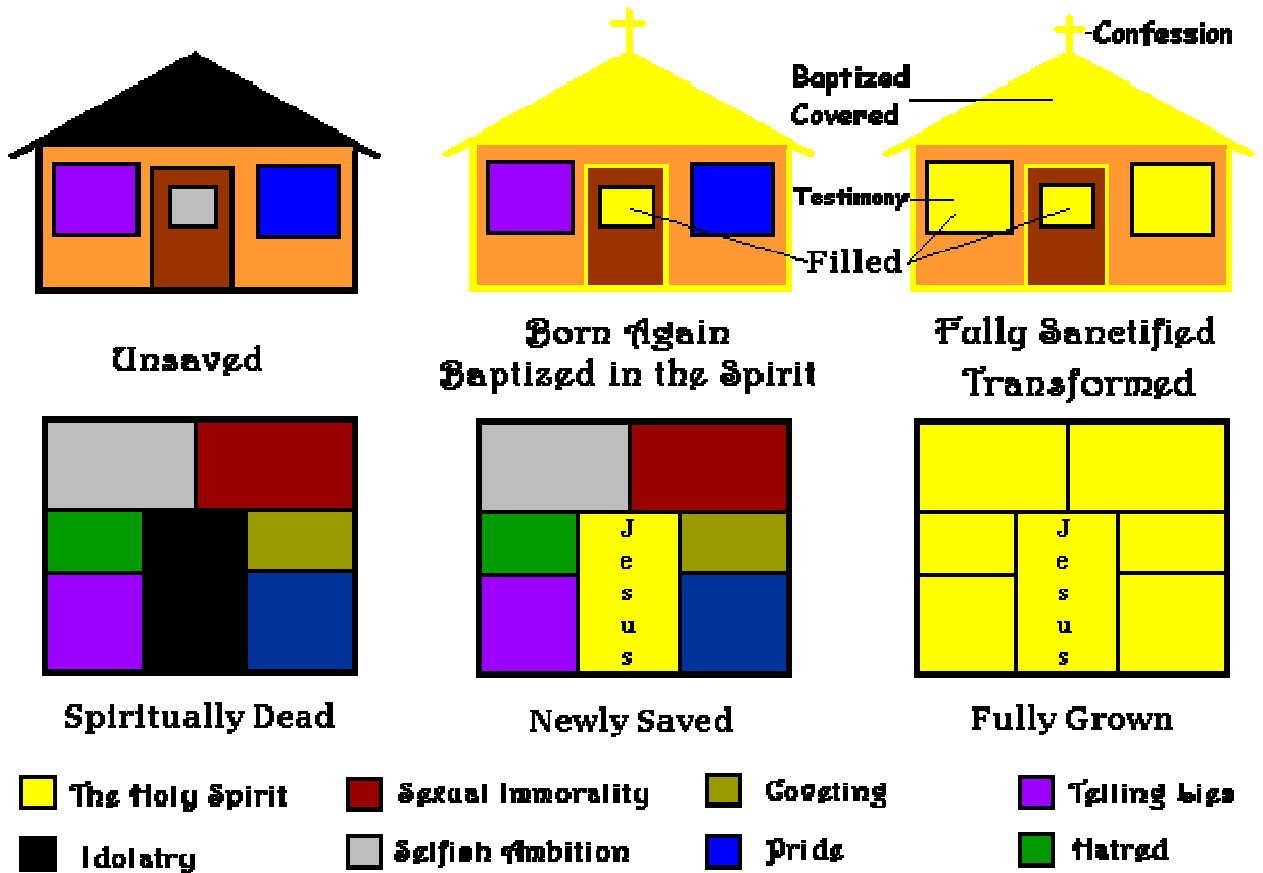 Confession
Baptized
Covered
Testimony
Filled
Unsaved
Born Again
Baptized in the Spirit
Fully Sanctified
Transformed
J
e
s
u
s
J
e
s
u
s
Spiritually Dead
Newly Saved
Fully Grown
The Holy Spirit
Sexual Immorality
Coveting
Telling Lies
Idolatry
Selfish Ambition
Pride
Hatred